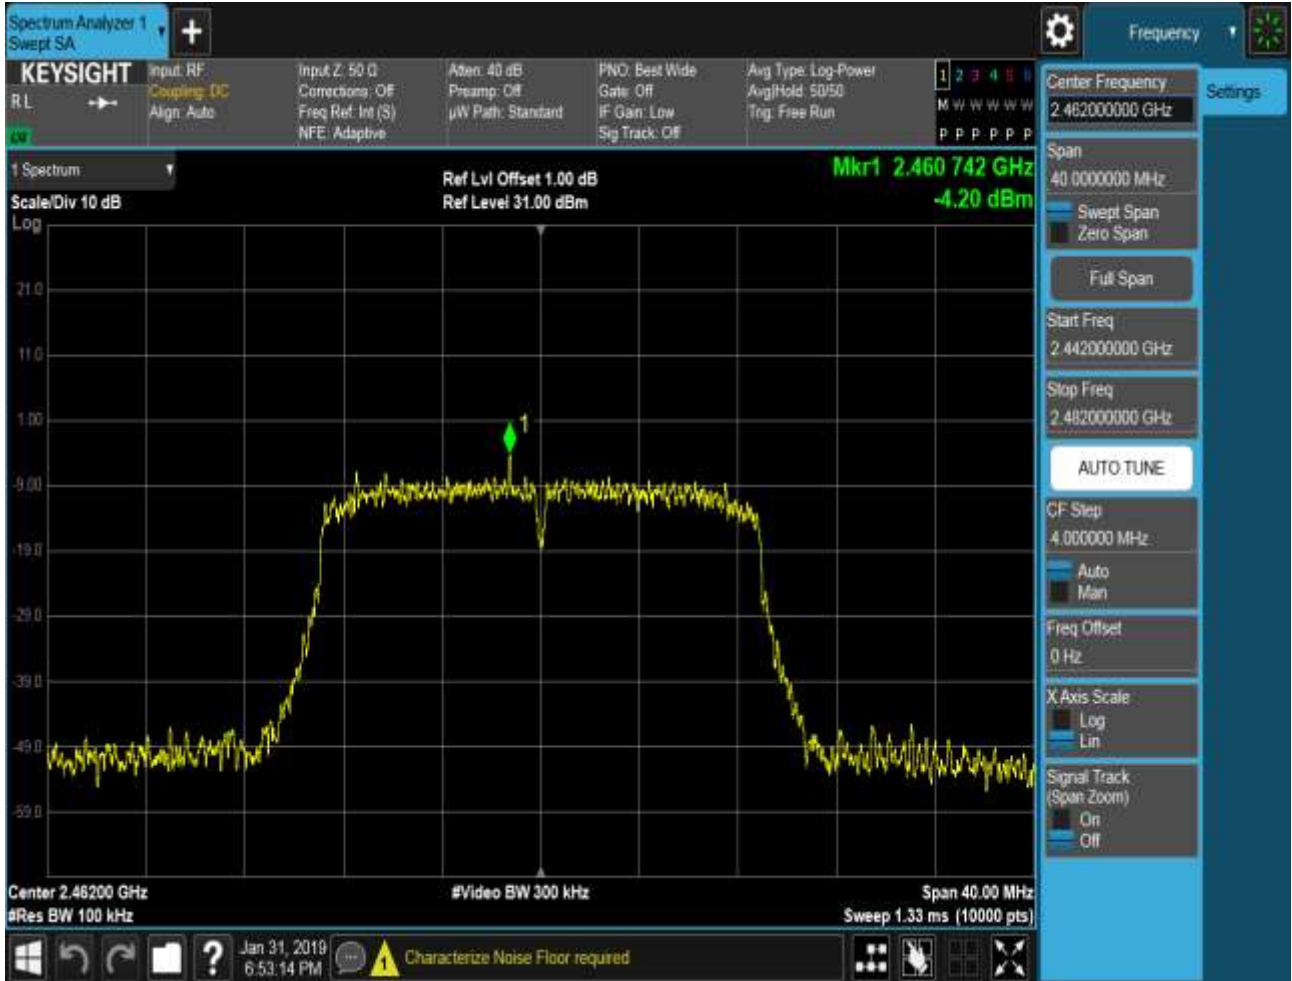 Spectrum Analyzer 1
Swept SA
Frequency
KEYSIGHT
R L
Input: RF
Coupling: DC
Align: Auto
Input Z: 50 Ω
Corrections: Off
Freq Ref: Int (S)
NFE: Adaptive
Atten: 40 dB
Preamp: Off
µW Path: Standard
PNO: Best Wide
Gate: Off
IF Gain: Low
Sig Track: Off
Avg Type: Log-Power
Avg|Hold: 50/50
Trig: Free Run
1 2 3 4 5 6
M W W W W W
P P P P P P
1 Spectrum
Scale/Div 10 dB
Log
Ref Lvl Offset 1.00 dB
Ref Level 31.00 dBm
Mkr1 2.460 742 GHz
-4.20 dBm
21.0
11.0
1.00
-9.00
-19.0
-29.0
-39.0
-49.0
-59.0
1
Center 2.46200 GHz
#Res BW 100 kHz
#Video BW 300 kHz
Span 40.00 MHz
Sweep 1.33 ms (10000 pts)
Center Frequency
2.462000000 GHz
Settings
Span
40.0000000 MHz
Swept Span
Zero Span
Full Span
Start Freq
2.442000000 GHz
Stop Freq
2.482000000 GHz
AUTO TUNE
CF Step
4.000000 MHz
Auto
Man
Freq Offset
0 Hz
X Axis Scale
Log
Lin
Signal Track
(Span Zoom)
On
Off
?
Jan 31, 2019
6:53:14 PM
1
Characterize Noise Floor required